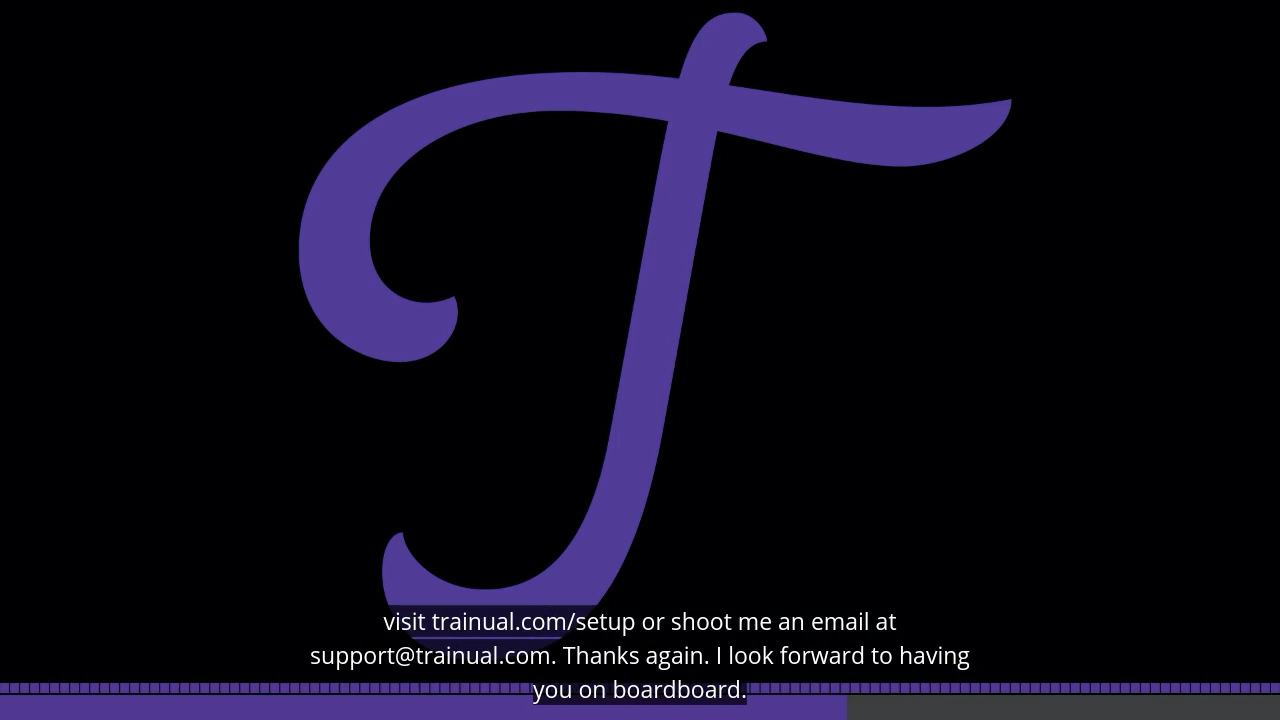 visit trainual.com/setup or shoot me an email at
support@trainual.com. Thanks again. I look forward to having
you on boardboard.